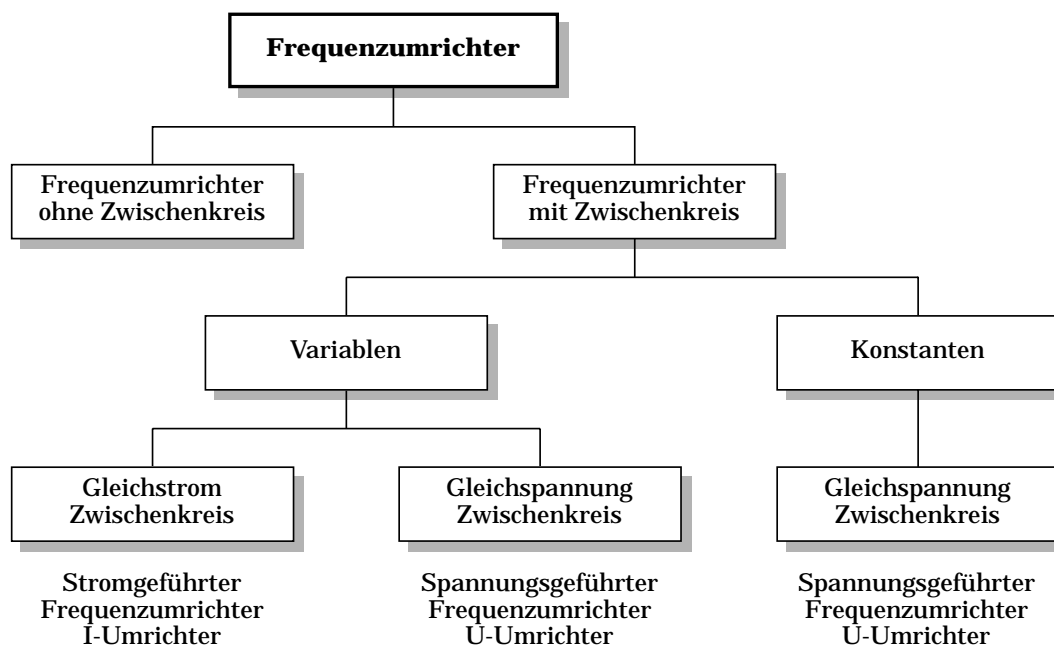 Frequenzumrichter
Frequenzumrichter
ohne Zwischenkreis
Frequenzumrichter
mit Zwischenkreis
Variablen
Konstanten
Gleichstrom
Zwischenkreis
Gleichspannung
Zwischenkreis
Gleichspannung
Zwischenkreis
Stromgeführter
Frequenzumrichter
I-Umrichter
Spannungsgeführter
Frequenzumrichter
U-Umrichter
Spannungsgeführter
Frequenzumrichter
U-Umrichter